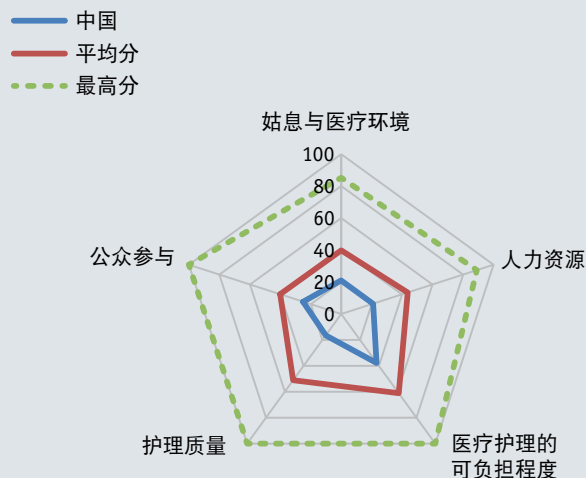 中国
平均分
最高分
姑息与医疗环境
100
80
60
40
20
0
公众参与
人力资源
护理质量
医疗护理的
可负担程度